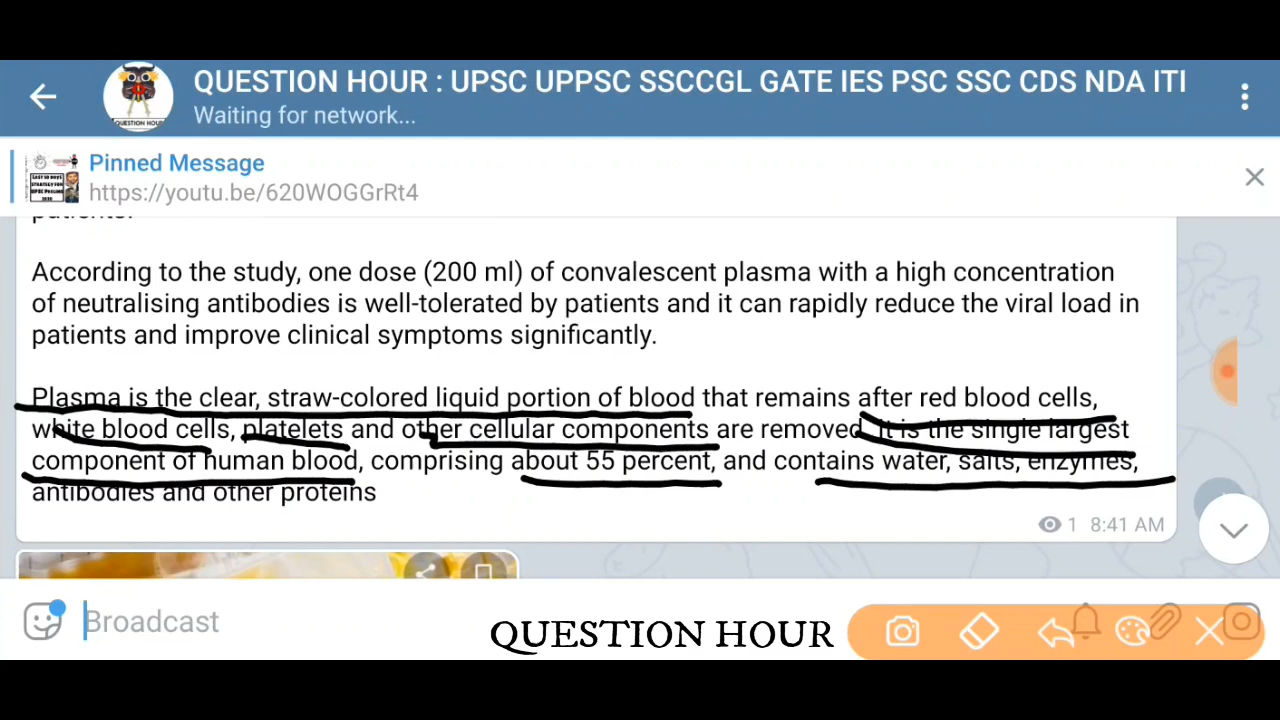 QUESTION HOUR : UPSC UPPSC SSCCGL GATE IES PSC SSC CDS NDA ITI
Waiting for network...
QUESTION HOUR
Pinned Message
https://youtu.be/620WOGGrRt4
patients.
According to the study, one dose (200 ml) of convalescent plasma with a high concentration
of neutralising antibodies is well-tolerated by patients and it can rapidly reduce the viral load in
patients and improve clinical symptoms significantly.
Plasma is the clear, straw-colored liquid portion of blood that remains after red blood cells,
white blood cells, platelets and other cellular components are removed. It is the single largest
component of human blood, comprising about 55 percent, and contains water, salts, enzymes,
antibodies and other proteins
1 8:41 AM
Broadcast
QUESTION HOUR